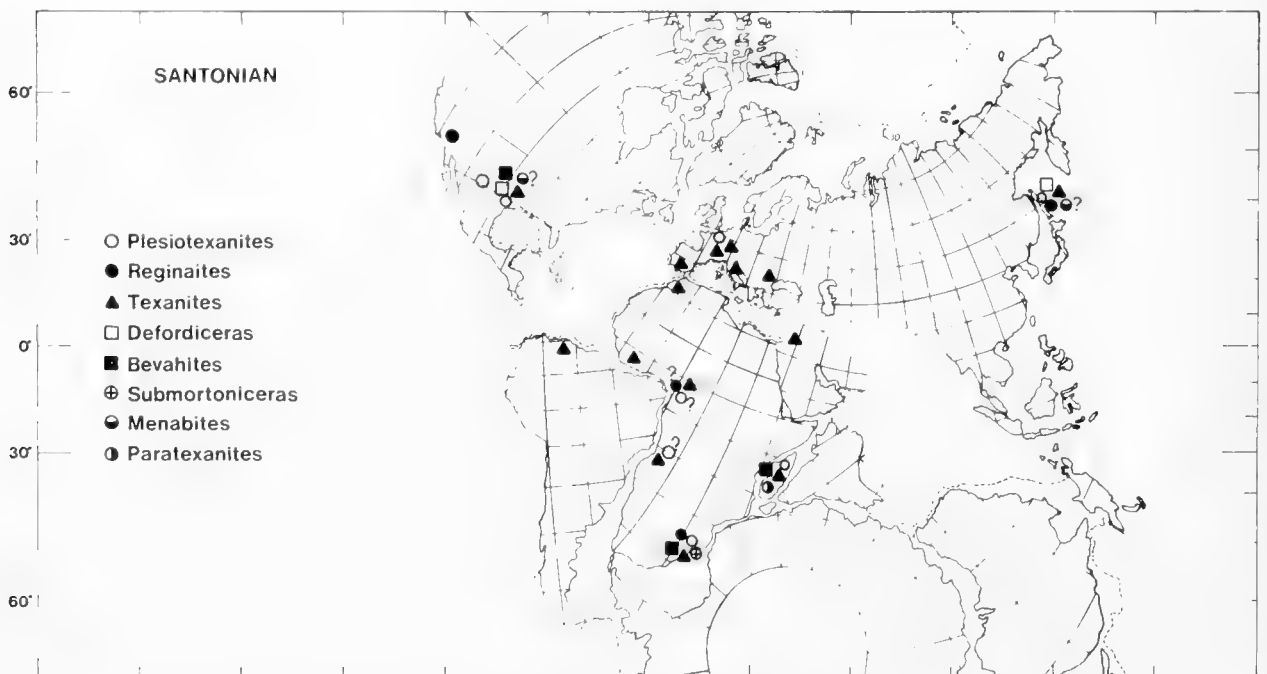 SANTONIAN
60°
30°
0°
30°
60°
Plesiotexanites
Reginaites
Texanites
Defordiceras
Bevahites
Submortoniceras
Menabites
Paratexanites
?
?
?
?
?